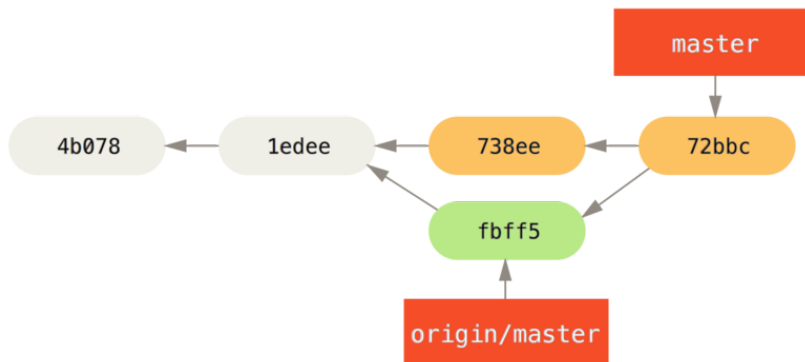 master
4b078
1edee
738ee
72bbc
fbff5
origin/master